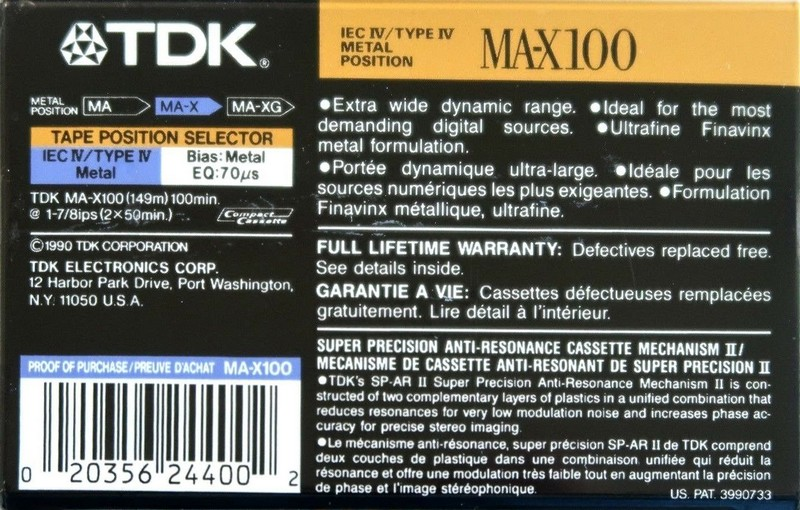 TDK®
METAL POSITION MA MA-X MA-XG
TAPE POSITION SELECTOR
IEC IV/TYPE IV Metal
Bias: Metal EQ: 70µs
TDK MA-X100 (149m) 100min.
@ 1-7/8ips (2×50min.)
Compact Cassette
©1990 TDK CORPORATION
TDK ELECTRONICS CORP.
12 Harbor Park Drive, Port Washington,
N.Y. 11050 U.S.A.
PROOF OF PURCHASE/PREUVE D'ACHAT MA-X100
0 20356 24400 2
IEC IV/TYPE IV
METAL
POSITION
MA-X100
●Extra wide dynamic range. ●Ideal for the most
demanding digital sources. ●Ultrafine Finavinx
metal formulation.
●Portée dynamique ultra-large. ●Idéale pour les
sources numériques les plus exigeantes. ●Formulation
Finavinx métallique, ultrafine.
FULL LIFETIME WARRANTY: Defectives replaced free.
See details inside.
GARANTIE A VIE: Cassettes défectueuses remplacées
gratuitement. Lire détail à l'intérieur.
SUPER PRECISION ANTI-RESONANCE CASSETTE MECHANISM II/
MECANISME DE CASSETTE ANTI-RESONANT DE SUPER PRECISION II
●TDK's SP-AR II Super Precision Anti-Resonance Mechanism II is con-
structed of two complementary layers of plastics in a unified combination that
reduces resonances for very low modulation noise and increases phase ac-
curacy for precise stereo imaging.
●Le mécanisme anti-résonance, super précision SP-AR II de TDK comprend
deux couches de plastique dans une combinaison unifiée qui réduit la
résonance et offre une modulation très faible tout en augmentant la précision
de phase et l'image stéréophonique.
US. PAT. 3990733